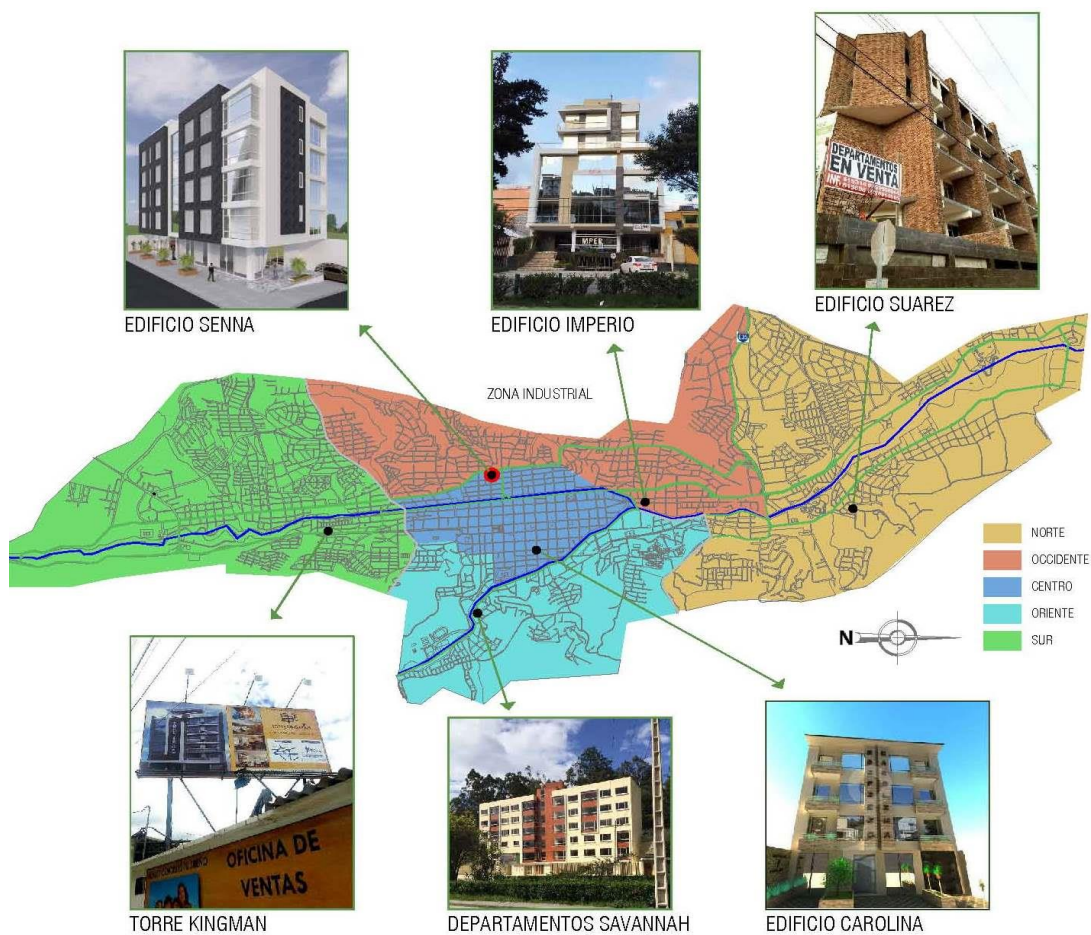 DEPARTAMENTOS
EN VENTA
MPEK
EDIFICIO SENNA
EDIFICIO IMPERIO
EDIFICIO SUAREZ
ZONA INDUSTRIAL
NORTE
OCCIDENTE
CENTRO
ORIENTE
SUR
N
OFICINA DE
VENTAS
TORRE KINGMAN
DEPARTAMENTOS SAVANNAH
EDIFICIO CAROLINA